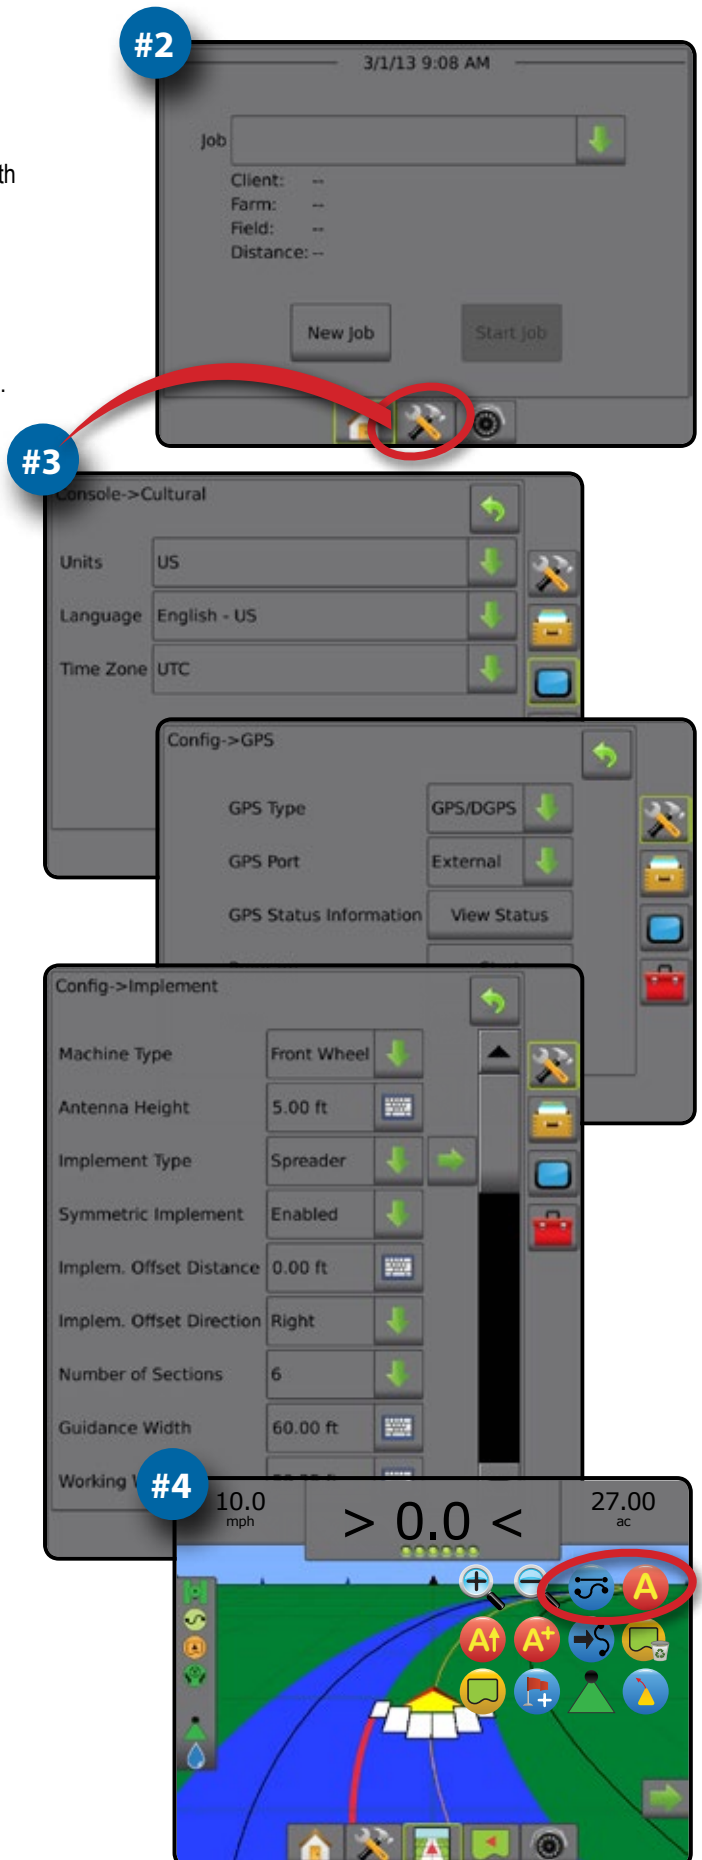 #2
3/1/13 9:08 AM
Job
th
Client: --
Farm: --
Field: --
Distance: --
New Job
Start Job
.
#3
Console->Cultural
Units US
Language English - US
Time Zone UTC
Config->GPS
GPS Type GPS/DGPS
GPS Port External
GPS Status Information View Status
Config->Implement
Machine Type Front Wheel
Antenna Height 5.00 ft
Implement Type Spreader
Symmetric Implement Enabled
Implem. Offset Distance 0.00 ft
Implem. Offset Direction Right
Number of Sections 6
Guidance Width 60.00 ft
Working
#4
10.0 > 0.0 < 27.00
mph ac
A
A A+